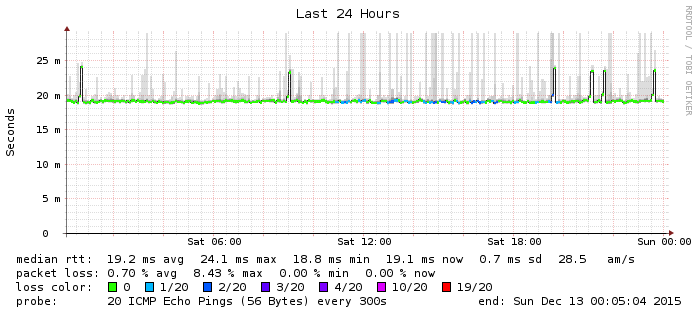 Last 24 Hours
RRDTOOL / TOBI OETIKER
Seconds
25 m
20 m
15 m
10 m
5 m
0
Sat 06:00 Sat 12:00 Sat 18:00 Sun 00:00
median rtt: 19.2 ms avg 24.1 ms max 18.8 ms min 19.1 ms now 0.7 ms sd 28.5 am/s
packet loss: 0.70 % avg 8.43 % max 0.00 % min 0.00 % now
loss color: 0 1/20 2/20 3/20 4/20 10/20 19/20
probe: 20 ICMP Echo Pings (56 Bytes) every 300s end: Sun Dec 13 00:05:04 2015